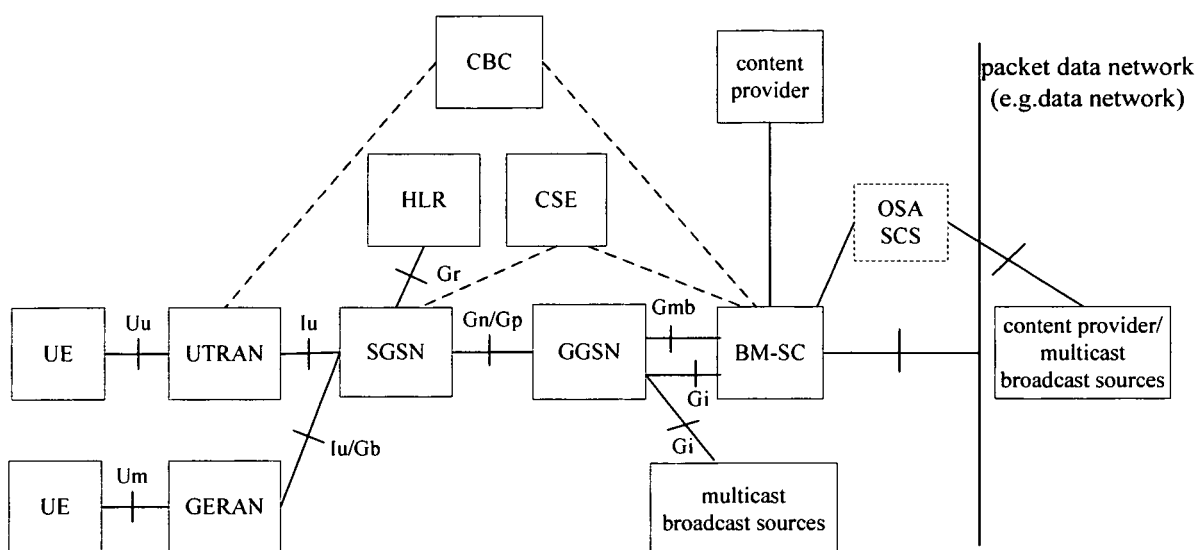 CBC
content
provider
packet data network
(e.g.data network)
HLR
CSE
OSA
SCS
Gr
Uu
Iu
Gn/Gp
Gmb
UE
UTRAN
SGSN
GGSN
BM-SC
content provider/
multicast
broadcast sources
Gi
Gi
Iu/Gb
Um
UE
GERAN
multicast
broadcast sources